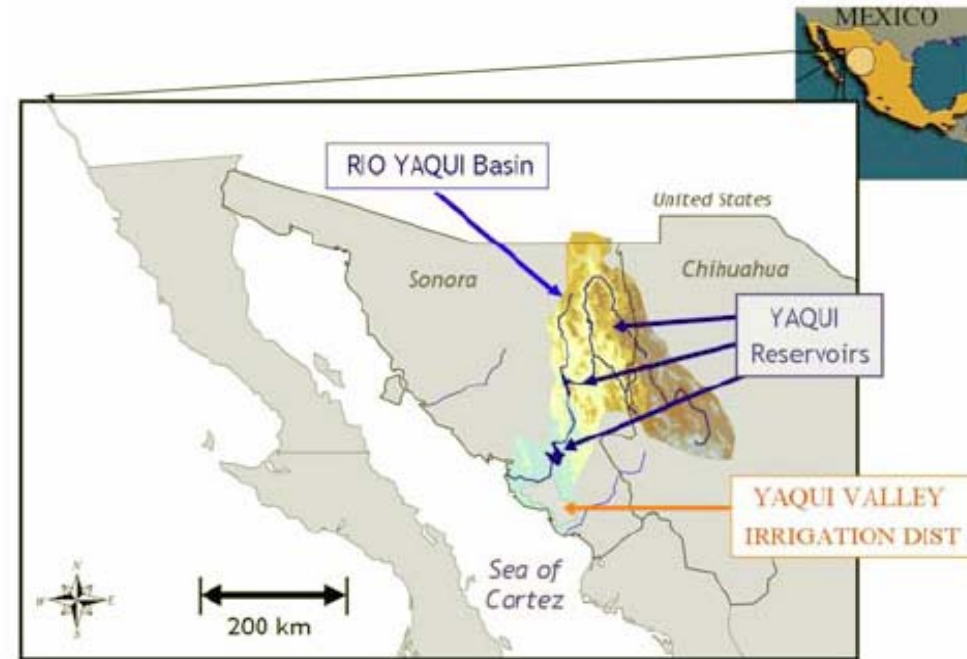 MEXICO
RIO YAQUI Basin
United States
Sonora
Chihuahua
YAQUI
Reservoirs
YAQUI VALLEY
IRRIGATION DIST
Sea of
Cortez
N
W E
S
200 km